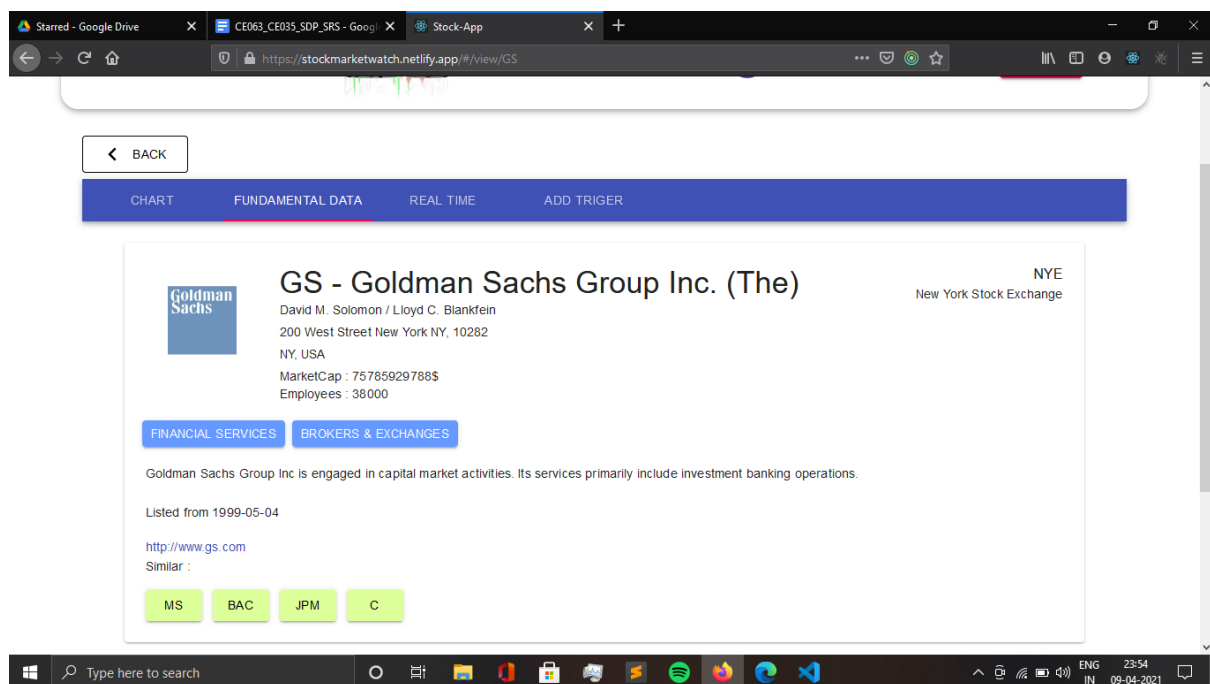 Starred - Google Drive
CE063_CE035_SDP_SRS - Googl
Stock-App
https://stockmarketwatch.netlify.app/#/view/GS
BACK
CHART FUNDAMENTAL DATA REAL TIME ADD TRIGER
Goldman
Sachs
GS - Goldman Sachs Group Inc. (The)
David M. Solomon / Lloyd C. Blankfein
200 West Street New York NY, 10282
NY, USA
MarketCap : 75785929788$
Employees : 38000
NYE
New York Stock Exchange
FINANCIAL SERVICES BROKERS & EXCHANGES
Goldman Sachs Group Inc is engaged in capital market activities. Its services primarily include investment banking operations.
Listed from 1999-05-04
http://www.gs.com
Similar :
MS BAC JPM C
Type here to search
ENG
IN
23:54
09-04-2021